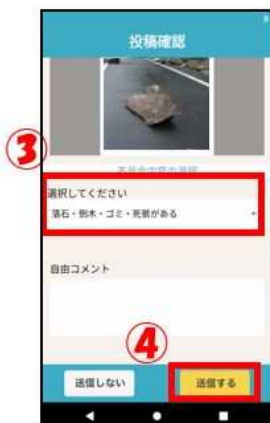 投稿確認
③
選択してください
落石・倒木・ゴミ・死骸がある
自由コメント
④
送信しない
送信する